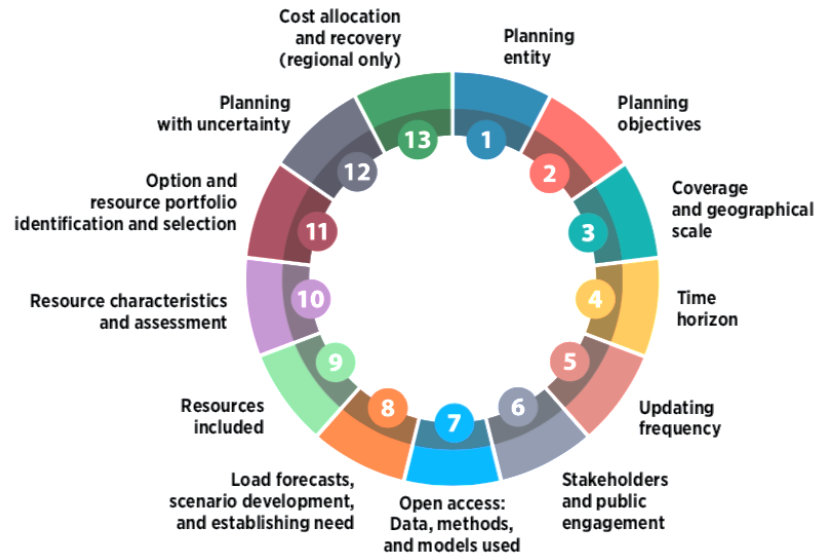 Planning
entity
1
Planning
objectives
2
Coverage
and geographical
scale
3
Time
horizon
4
Updating
frequency
5
Stakeholders
and public
engagement
6
Open access:
Data, methods,
and models used
7
Load forecasts,
scenario development,
and establishing need
8
Resources
included
9
Resource characteristics
and assessment
10
Option and
resource portfolio
identification and selection
11
Planning
with uncertainty
12
Cost allocation
and recovery
(regional only)
13